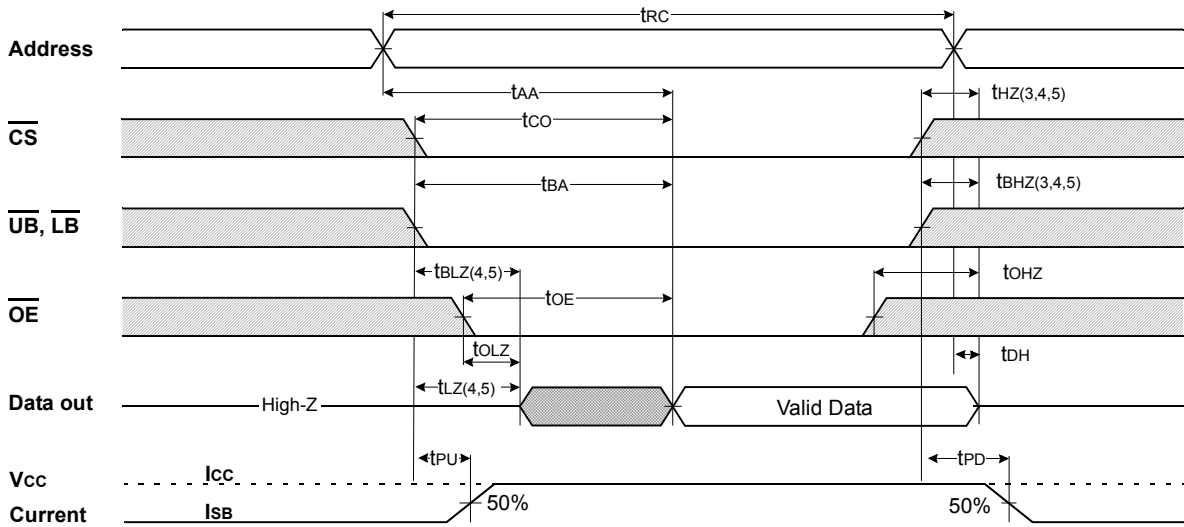 tRC
Address
tAA
tHZ(3,4,5)
CS
tCO
tBA
tBHZ(3,4,5)
UB, LB
tBLZ(4,5)
tOHZ
OE
tOE
tOLZ
tDH
tLZ(4,5)
Data out
High-Z
Valid Data
tPU
tPD
VCC
ICC
50%
50%
Current
ISB